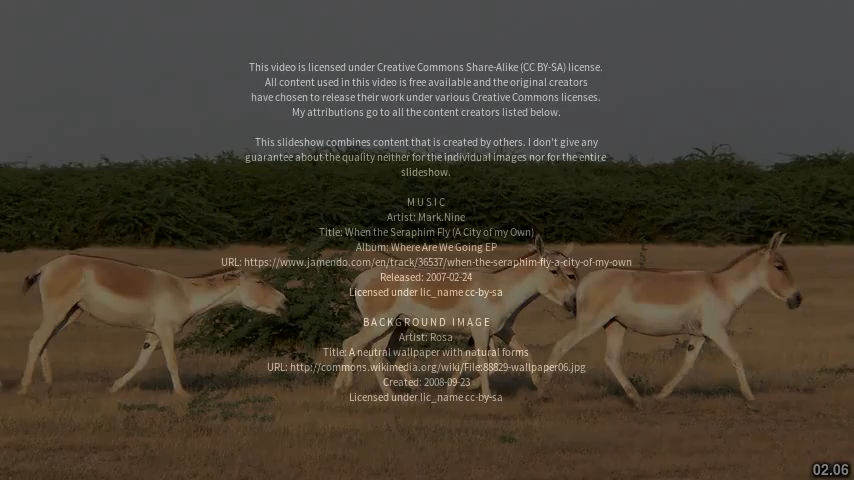 This video is licensed under Creative Commons Share-Alike (CC BY-SA) license.
All content used in this video is free available and the original creators
have chosen to release their work under various Creative Commons licenses.
My attributions go to all the content creators listed below.
This slideshow combines content that is created by others. I don't give any
guarantee about the quality neither for the individual images nor for the entire
slideshow.
MUSIC
Artist: Mark.Nine
Title: When the Seraphim Fly (A City of my Own)
Album: Where Are We Going EP
URL: https://www.jamendo.com/en/track/36537/when-the-seraphim-fly-a-city-of-my-own
Released: 2007-02-24
Licensed under lic_name cc-by-sa
BACKGROUND IMAGE
Artist: Rosa
Title: A neutral wallpaper with natural forms
URL: http://commons.wikimedia.org/wiki/File:88829-wallpaper06.jpg
Created: 2008-09-23
Licensed under lic_name cc-by-sa
02.06